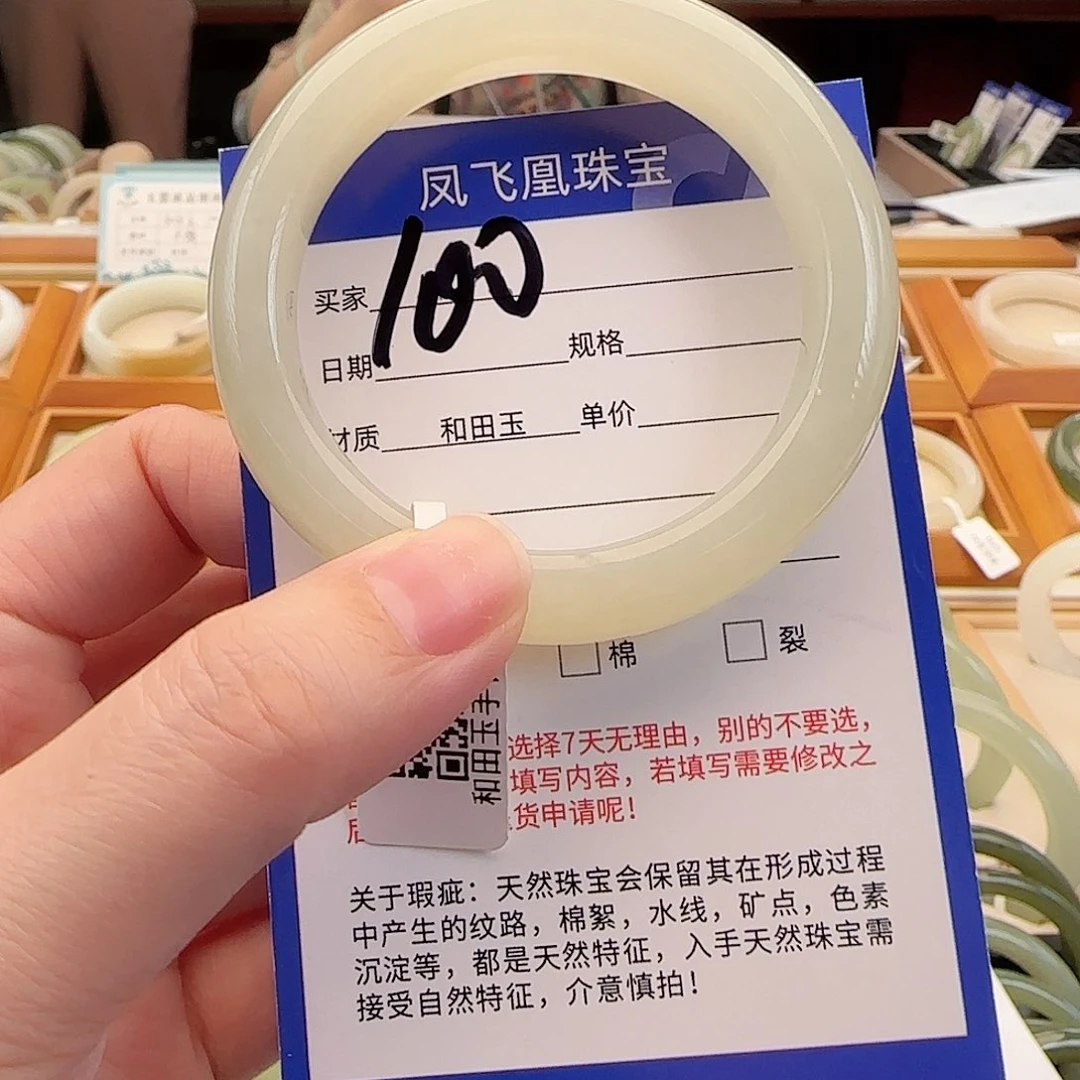 凤飞凰珠宝
100
买家
日期 规格
材质 和田玉 单价
棉 裂
选择7天无理由，别的不要选，
填写内容，若填写需要修改之
后 货申请呢！
和田玉手
关于瑕疵：天然珠宝会保留其在形成过程
中产生的纹路，棉絮，水线，矿点，色素
沉淀等，都是天然特征，入手天然珠宝需
接受自然特征，介意慎拍！